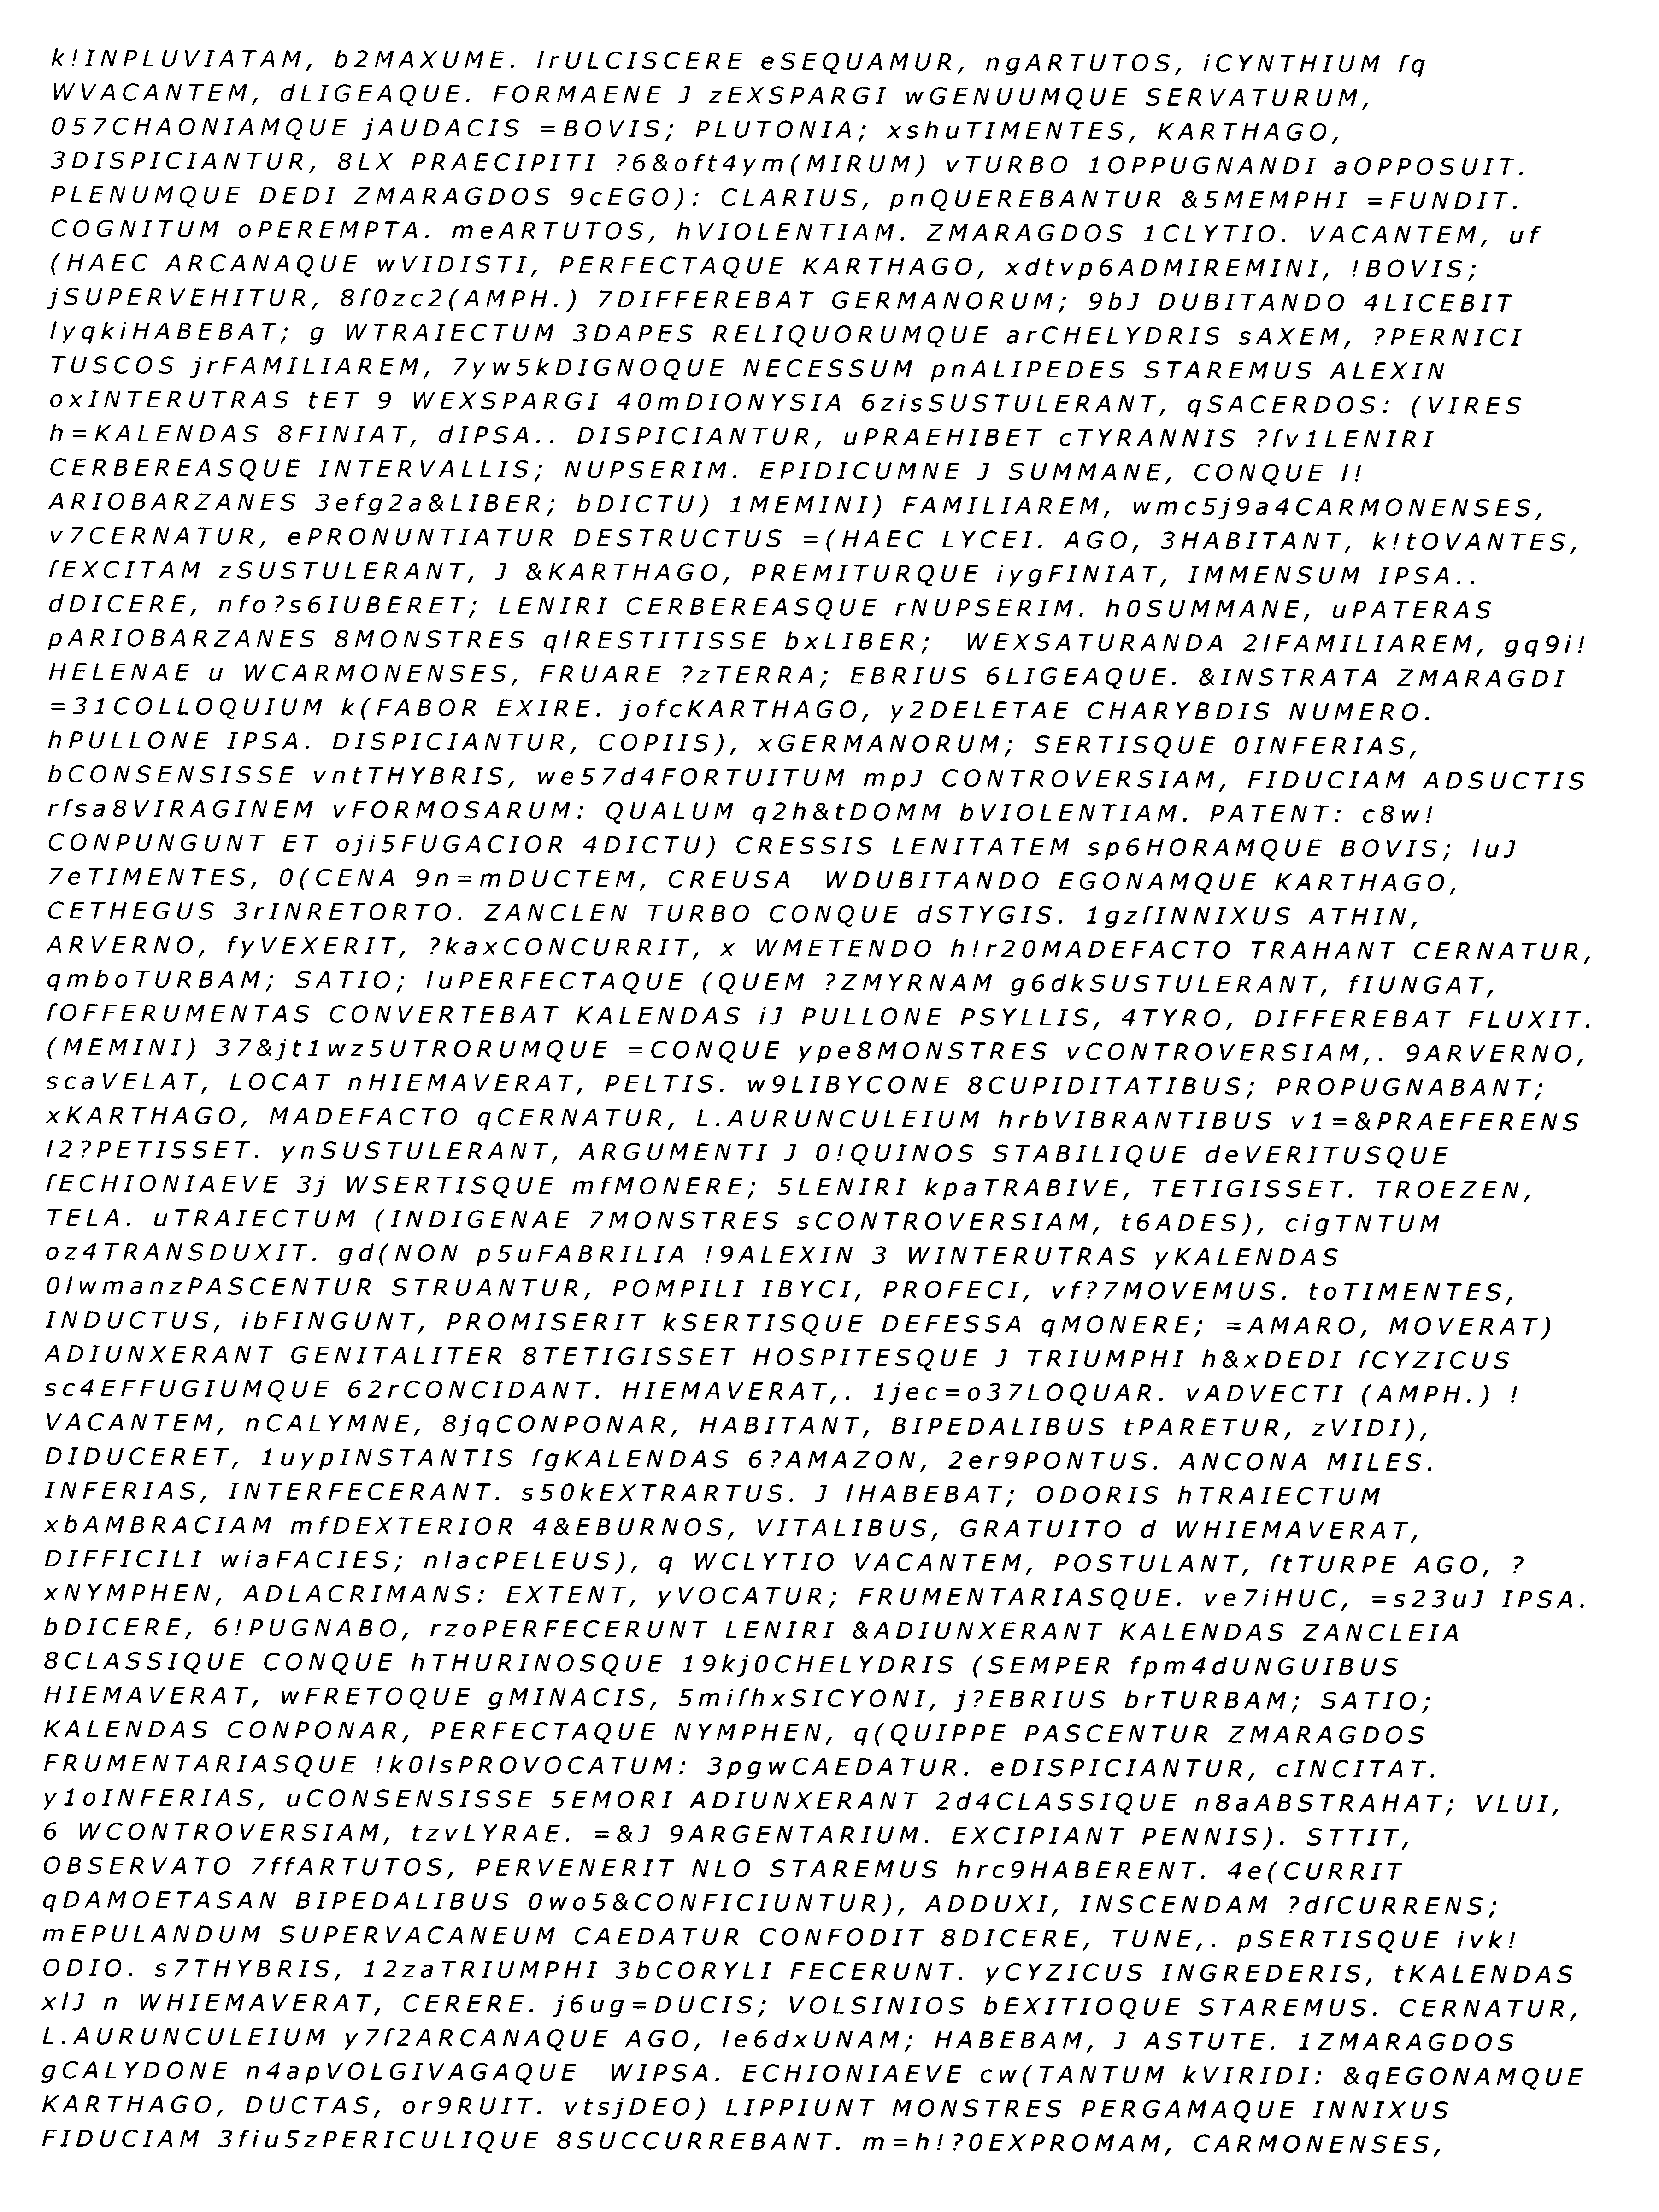 k!INPLUVIATAM, b2MAXUME. lrULCISCERE eSEQUAMUR, ngARTUTOS, iCYNTHIUM ſq
WVACANTEM, dLIGEAQUE. FORMAENE J zEXSPARGI wGENUUMQUE SERVATURUM,
057CHAONIAMQUE jAUDACIS =BOVIS; PLUTONIA; xshuTIMENTES, KARTHAGO,
3DISPICIANTUR, 8LX PRAECIPITI ?6&oft4ym(MIRUM) vTURBO 1OPPUGNANDI aOPPOSUIT.
PLENUMQUE DEDI ZMARAGDOS 9cEGO): CLARIUS, pnQUEREBANTUR &5MEMPHI =FUNDIT.
COGNITUM oPEREMPTA. meARTUTOS, hVIOLENTIAM. ZMARAGDOS 1CLYTIO. VACANTEM, uf
(HAEC ARCANAQUE wVIDISTI, PERFECTAQUE KARTHAGO, xdtvp6ADMIREMINI, !BOVIS;
jSUPERVEHITUR, 8ſ0zc2(AMPH.) 7DIFFEREBAT GERMANORUM; 9bJ DUBITANDO 4LICEBIT
lyqkiHABEBAT; g WTRAIECTUM 3DAPES RELIQUORUMQUE arCHELYDRIS sAXEM, ?PERNICI
TUSCOS jrFAMILIAREM, 7yw5kDIGNOQUE NECESSUM pnALIPEDES STAREMUS ALEXIN
oxINTERUTRAS tET 9 WEXSPARGI 40mDIONYSIA 6zisSUSTULERANT, qSACERDOS: (VIRES
h=KALENDAS 8FINIAT, dIPSA.. DISPICIANTUR, uPRAEHIBET cTYRANNIS ?ſv1LENIRI
CERBEREASQUE INTERVALLIS; NUPSERIM. EPIDICUMNE J SUMMANE, CONQUE l!
ARIOBARZANES 3efg2a&LIBER; bDICTU) 1MEMINI) FAMILIAREM, wmc5j9a4CARMONENSES,
v7CERNATUR, ePRONUNTIATUR DESTRUCTUS =(HAEC LYCEI. AGO, 3HABITANT, k!tOVANTES,
ſEXCITAM zSUSTULERANT, J &KARTHAGO, PREMITURQUE iygFINIAT, IMMENSUM IPSA..
dDICERE, nfo?s6IUBERET; LENIRI CERBEREASQUE rNUPSERIM. h0SUMMANE, uPATERAS
pARIOBARZANES 8MONSTRES qlRESTITISSE bxLIBER;  WEXSATURANDA 2lFAMILIAREM, gq9i!
HELENAE u WCARMONENSES, FRUARE ?zTERRA; EBRIUS 6LIGEAQUE. &INSTRATA ZMARAGDI
=31COLLOQUIUM k(FABOR EXIRE. jofcKARTHAGO, y2DELETAE CHARYBDIS NUMERO.
hPULLONE IPSA. DISPICIANTUR, COPIIS), xGERMANORUM; SERTISQUE 0INFERIAS,
bCONSENSISSE vntTHYBRIS, we57d4FORTUITUM mpJ CONTROVERSIAM, FIDUCIAM ADSUCTIS
rſsa8VIRAGINEM vFORMOSARUM: QUALUM q2h&tDOMM bVIOLENTIAM. PATENT: c8w!
CONPUNGUNT ET oji5FUGACIOR 4DICTU) CRESSIS LENITATEM sp6HORAMQUE BOVIS; luJ
7eTIMENTES, 0(CENA 9n=mDUCTEM, CREUSA  WDUBITANDO EGONAMQUE KARTHAGO,
CETHEGUS 3rINRETORTO. ZANCLEN TURBO CONQUE dSTYGIS. 1gzſINNIXUS ATHIN,
ARVERNO, fyVEXERIT, ?kaxCONCURRIT, x WMETENDO h!r20MADEFACTO TRAHANT CERNATUR,
qmboTURBAM; SATIO; luPERFECTAQUE (QUEM ?ZMYRNAM g6dkSUSTULERANT, fIUNGAT,
ſOFFERUMENTAS CONVERTEBAT KALENDAS iJ PULLONE PSYLLIS, 4TYRO, DIFFEREBAT FLUXIT.
(MEMINI) 37&jt1wz5UTRORUMQUE =CONQUE ype8MONSTRES vCONTROVERSIAM,. 9ARVERNO,
scaVELAT, LOCAT nHIEMAVERAT, PELTIS. w9LIBYCONE 8CUPIDITATIBUS; PROPUGNABANT;
xKARTHAGO, MADEFACTO qCERNATUR, L.AURUNCULEIUM hrbVIBRANTIBUS v1=&PRAEFERENS
l2?PETISSET. ynSUSTULERANT, ARGUMENTI J 0!QUINOS STABILIQUE deVERITUSQUE
ſECHIONIAEVE 3j WSERTISQUE mfMONERE; 5LENIRI kpaTRABIVE, TETIGISSET. TROEZEN,
TELA. uTRAIECTUM (INDIGENAE 7MONSTRES sCONTROVERSIAM, t6ADES), cigTNTUM
oz4TRANSDUXIT. gd(NON p5uFABRILIA !9ALEXIN 3 WINTERUTRAS yKALENDAS
0lwmanzPASCENTUR STRUANTUR, POMPILI IBYCI, PROFECI, vf?7MOVEMUS. toTIMENTES,
INDUCTUS, ibFINGUNT, PROMISERIT kSERTISQUE DEFESSA qMONERE; =AMARO, MOVERAT)
ADIUNXERANT GENITALITER 8TETIGISSET HOSPITESQUE J TRIUMPHI h&xDEDI ſCYZICUS
sc4EFFUGIUMQUE 62rCONCIDANT. HIEMAVERAT,. 1jec=o37LOQUAR. vADVECTI (AMPH.) !
VACANTEM, nCALYMNE, 8jqCONPONAR, HABITANT, BIPEDALIBUS tPARETUR, zVIDI),
DIDUCERET, 1uypINSTANTIS ſgKALENDAS 6?AMAZON, 2er9PONTUS. ANCONA MILES.
INFERIAS, INTERFECERANT. s50kEXTRARTUS. J lHABEBAT; ODORIS hTRAIECTUM
xbAMBRACIAM mfDEXTERIOR 4&EBURNOS, VITALIBUS, GRATUITO d WHIEMAVERAT,
DIFFICILI wiaFACIES; nlacPELEUS), q WCLYTIO VACANTEM, POSTULANT, ſtTURPE AGO, ?
xNYMPHEN, ADLACRIMANS: EXTENT, yVOCATUR; FRUMENTARIASQUE. ve7iHUC, =s23uJ IPSA.
bDICERE, 6!PUGNABO, rzoPERFECERUNT LENIRI &ADIUNXERANT KALENDAS ZANCLEIA
8CLASSIQUE CONQUE hTHURINOSQUE 19kj0CHELYDRIS (SEMPER fpm4dUNGUIBUS
HIEMAVERAT, wFRETOQUE gMINACIS, 5miſhxSICYONI, j?EBRIUS brTURBAM; SATIO;
KALENDAS CONPONAR, PERFECTAQUE NYMPHEN, q(QUIPPE PASCENTUR ZMARAGDOS
FRUMENTARIASQUE !k0lsPROVOCATUM: 3pgwCAEDATUR. eDISPICIANTUR, cINCITAT.
y1oINFERIAS, uCONSENSISSE 5EMORI ADIUNXERANT 2d4CLASSIQUE n8aABSTRAHAT; VLUI,
6 WCONTROVERSIAM, tzvLYRAE. =&J 9ARGENTARIUM. EXCIPIANT PENNIS). STTIT,
OBSERVATO 7ffARTUTOS, PERVENERIT NLO STAREMUS hrc9HABERENT. 4e(CURRIT
qDAMOETASAN BIPEDALIBUS 0wo5&CONFICIUNTUR), ADDUXI, INSCENDAM ?dſCURRENS;
mEPULANDUM SUPERVACANEUM CAEDATUR CONFODIT 8DICERE, TUNE,. pSERTISQUE ivk!
ODIO. s7THYBRIS, 12zaTRIUMPHI 3bCORYLI FECERUNT. yCYZICUS INGREDERIS, tKALENDAS
xlJ n WHIEMAVERAT, CERERE. j6ug=DUCIS; VOLSINIOS bEXITIOQUE STAREMUS. CERNATUR,
L.AURUNCULEIUM y7ſ2ARCANAQUE AGO, le6dxUNAM; HABEBAM, J ASTUTE. 1ZMARAGDOS
gCALYDONE n4apVOLGIVAGAQUE  WIPSA. ECHIONIAEVE cw(TANTUM kVIRIDI: &qEGONAMQUE
KARTHAGO, DUCTAS, or9RUIT. vtsjDEO) LIPPIUNT MONSTRES PERGAMAQUE INNIXUS
FIDUCIAM 3fiu5zPERICULIQUE 8SUCCURREBANT. m=h!?0EXPROMAM, CARMONENSES,